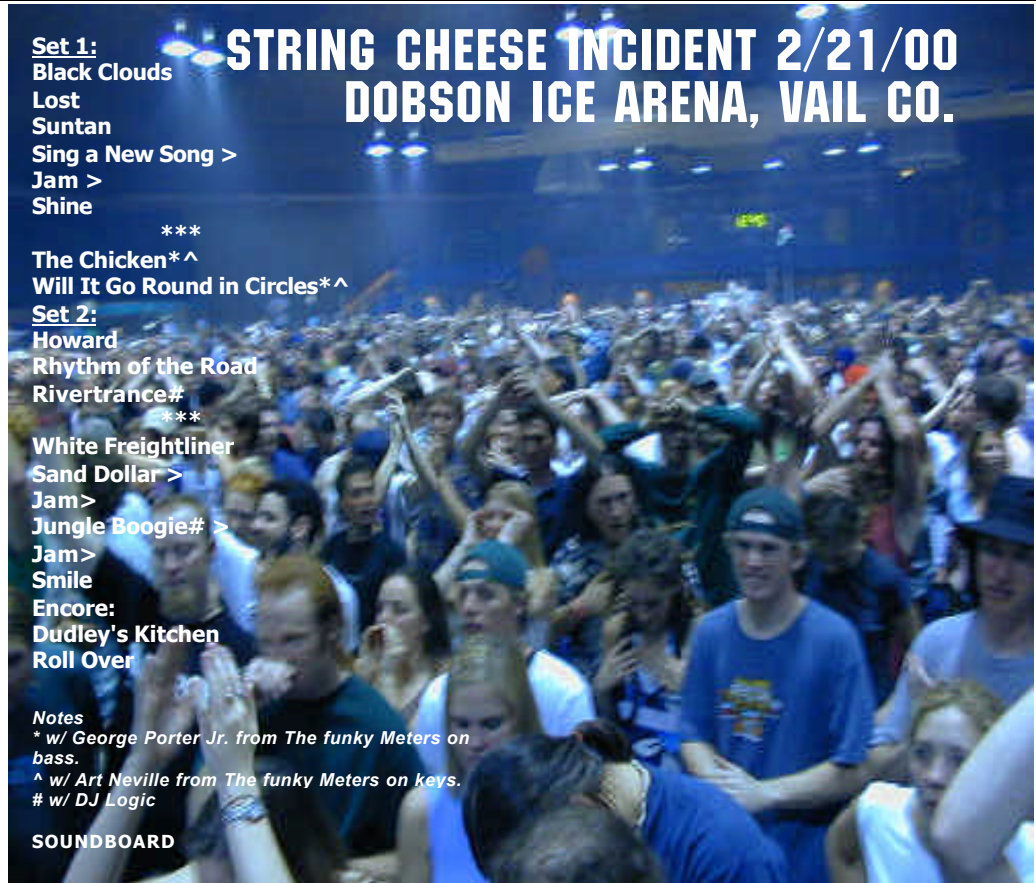 STRING CHEESE INCIDENT 2/21/00
DOBSON ICE ARENA, VAIL CO.
Set 1:
Black Clouds
Lost
Suntan
Sing a New Song >
Jam >
Shine
***
The Chicken*^
Will It Go Round in Circles*^
Set 2:
Howard
Rhythm of the Road
Rivertrance#
***
White Freightliner
Sand Dollar >
Jam>
Jungle Boogie# >
Jam>
Smile
Encore:
Dudley's Kitchen
Roll Over
Notes
* w/ George Porter Jr. from The funky Meters on
bass.
^ w/ Art Neville from The funky Meters on keys.
# w/ DJ Logic
SOUNDBOARD